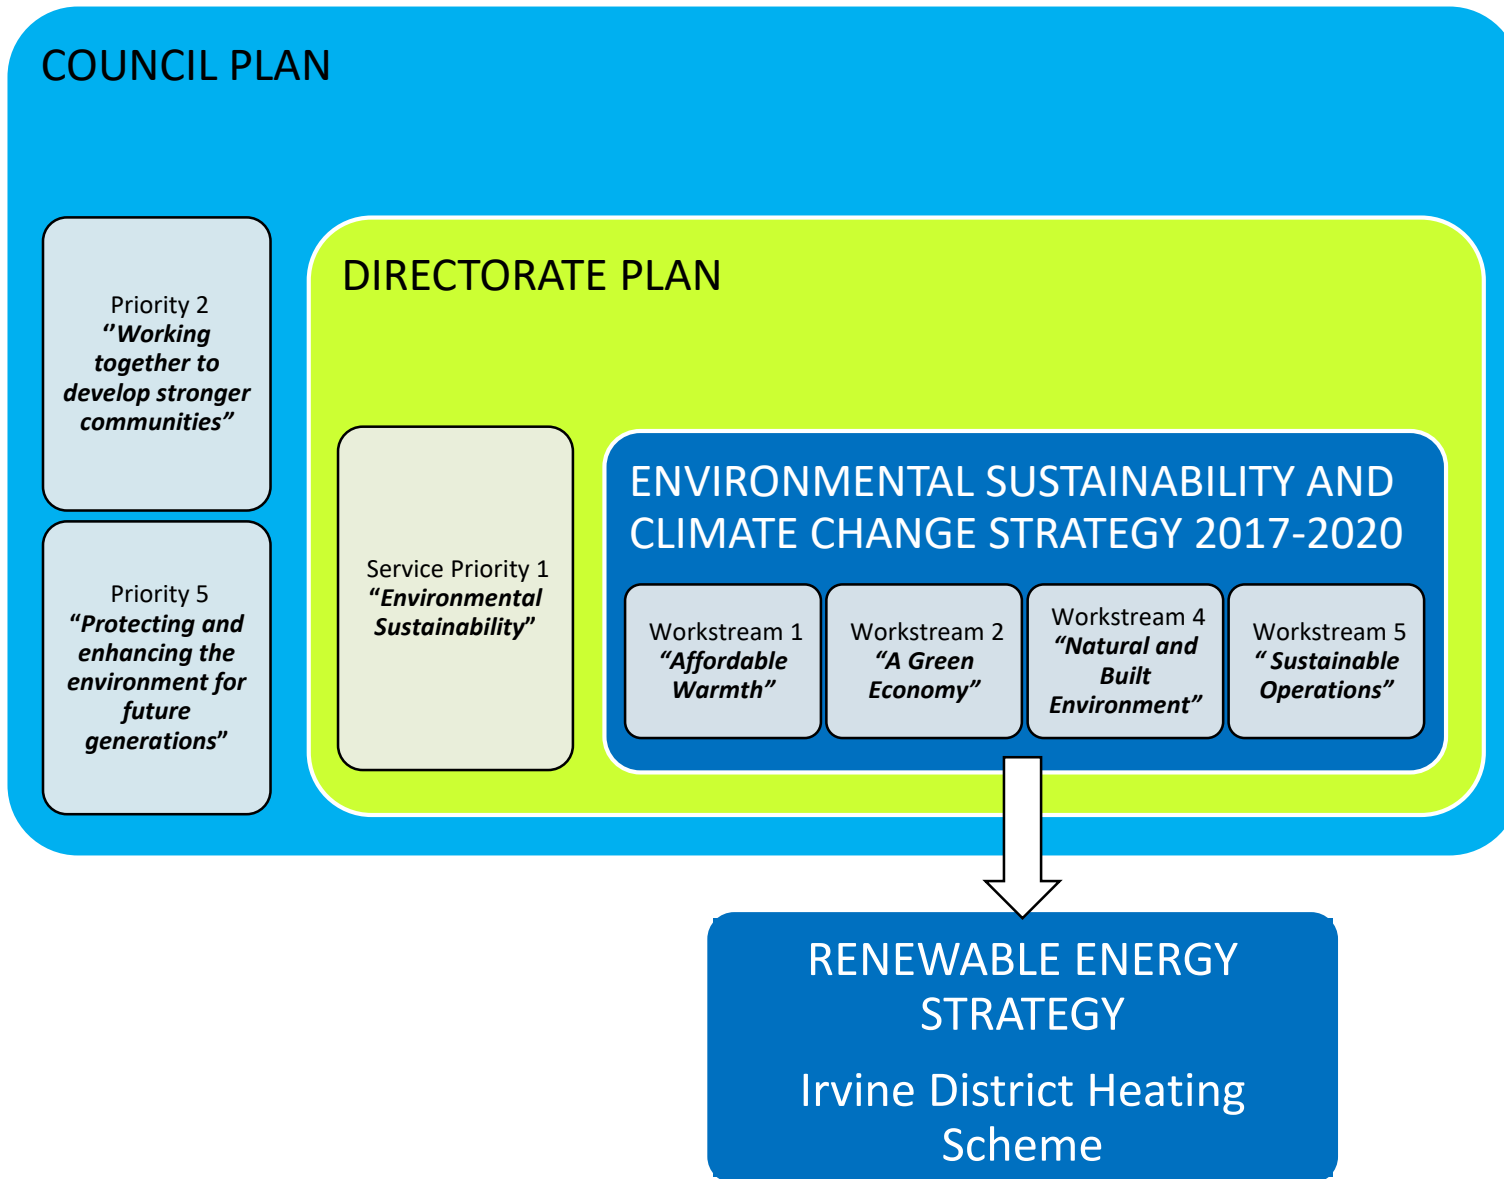 COUNCIL PLAN
Priority 2
‘’Working
together to
develop stronger
communities”
Priority 5
“Protecting and
enhancing the
environment for
future
generations”
DIRECTORATE PLAN
Service Priority 1
“Environmental
Sustainability”
ENVIRONMENTAL SUSTAINABILITY AND
CLIMATE CHANGE STRATEGY 2017-2020
Workstream 1
“Affordable
Warmth”
Workstream 2
“A Green
Economy”
Workstream 4
“Natural and
Built
Environment”
Workstream 5
“ Sustainable
Operations”
RENEWABLE ENERGY
STRATEGY
Irvine District Heating
Scheme